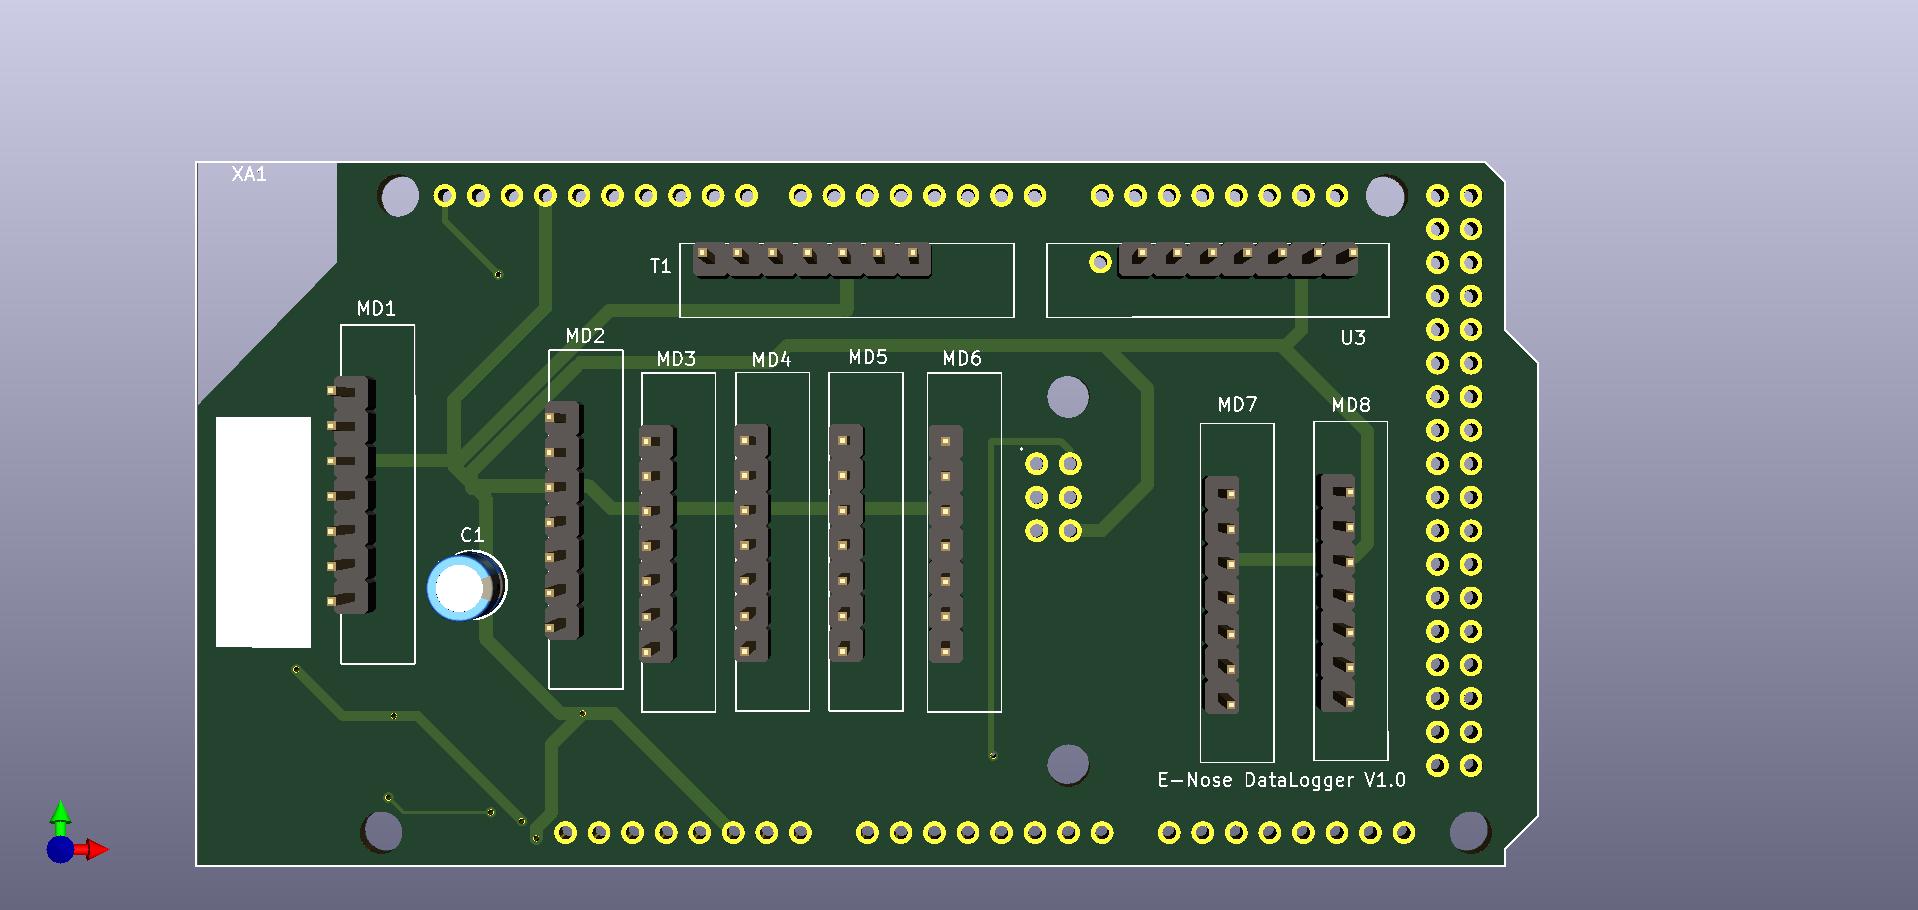 XA1
T1
MD1
MD2
U3
MD3
MD4
MD5
MD6
MD7
MD8
C1
E-Nose DataLogger V1.0